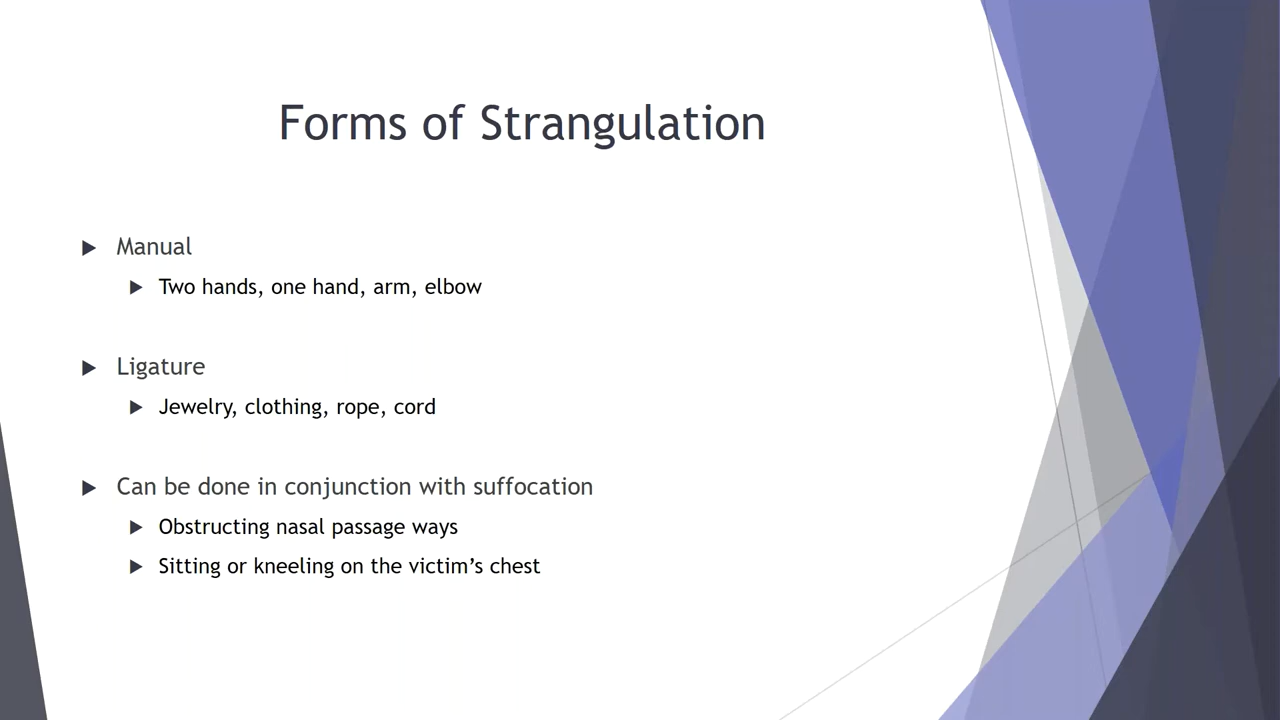 Forms of Strangulation
Manual
Two hands, one hand, arm, elbow
Ligature
Jewelry, clothing, rope, cord
Can be done in conjunction with suffocation
Obstructing nasal passage ways
Sitting or kneeling on the victim’s chest